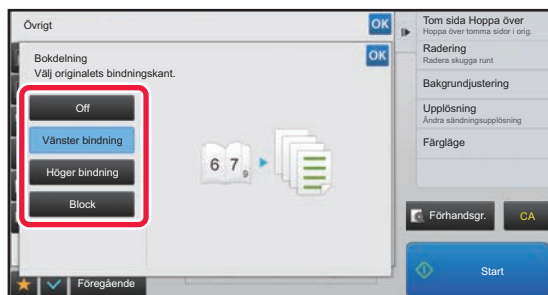 Övrigt
OK
Bokdelning
Välj originalets bindningskant.
OK
Off
Vänster bindning
Höger bindning
Block
6 7 9
Föregående
Tom sida Hoppa över
Hoppa över tomma sidor i orig.
Radering
Radera skugga runt
Bakgrundjustering
Upplösning
Ändra sändningsupplösning
Färgläge
Förhandsgr.
CA
Start